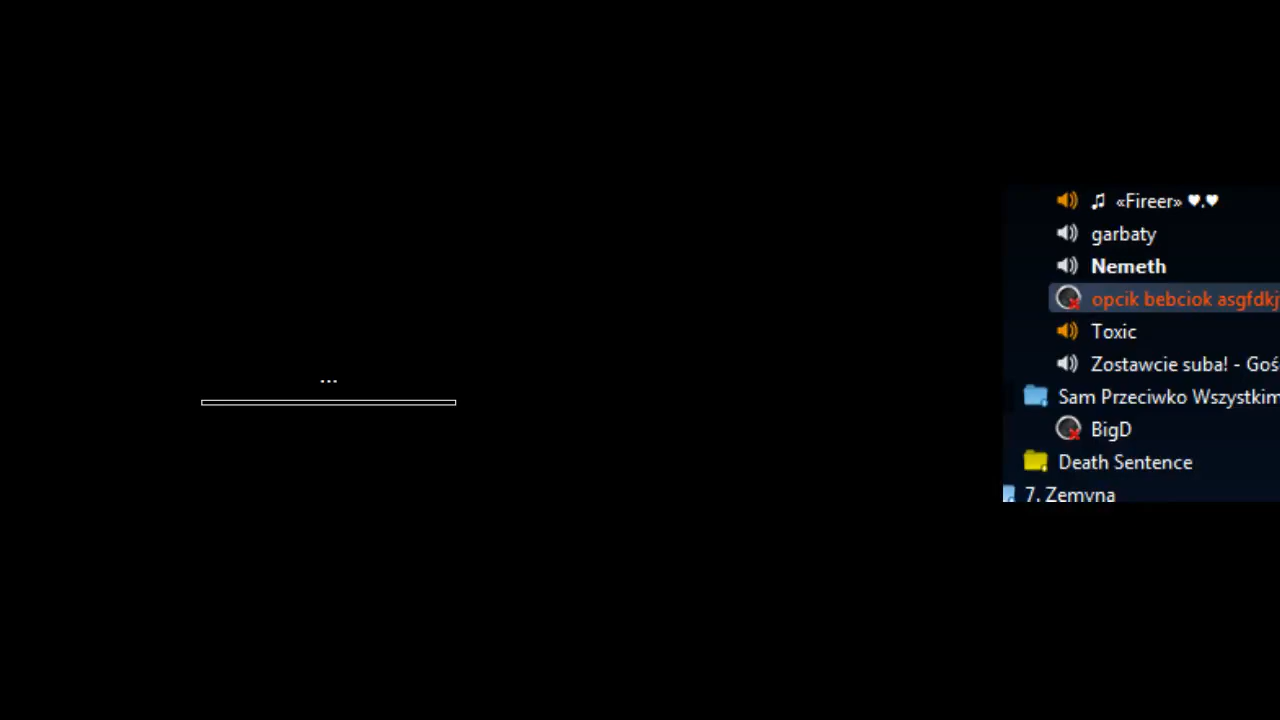 ...
♫ «Fireer» ♥.♥
garbaty
Nemeth
opcik bebciok asgfdkj
Toxic
Zostawcie suba! - Goś
Sam Przeciwko Wszystkim
BigD
Death Sentence
7. Zemyna